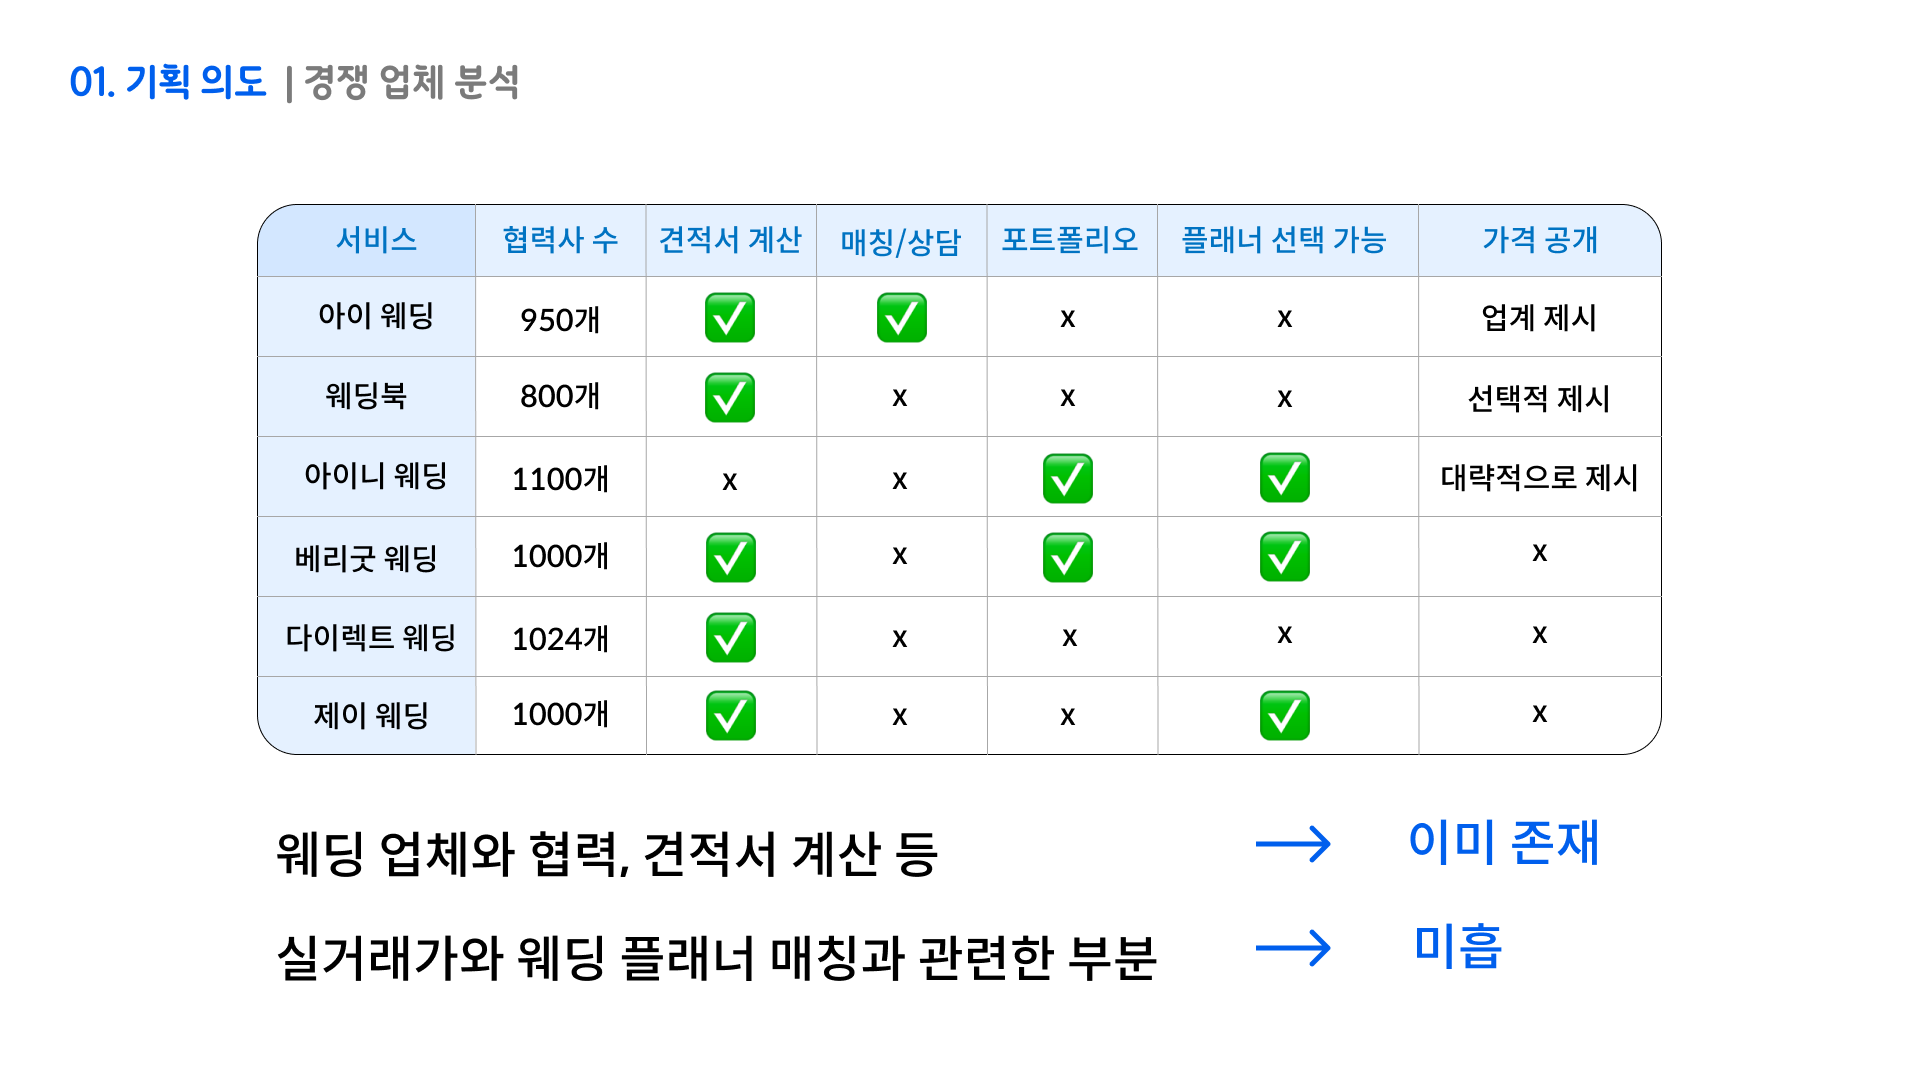 01. 기획 의도 | 경쟁 업체 분석
서비스 협력사 수 견적서 계산 매칭/상담 포트폴리오 플래너 선택 가능 가격 공개
아이 웨딩 950개 ✅ ✅ x x 업계 제시
웨딩북 800개 ✅ x x x 선택적 제시
아이니 웨딩 1100개 x x ✅ ✅ 대략적으로 제시
베리굿 웨딩 1000개 ✅ x ✅ ✅ x
다이렉트 웨딩 1024개 ✅ x x x x
제이 웨딩 1000개 ✅ x x ✅ x
웨딩 업체와 협력, 견적서 계산 등 → 이미 존재
실거래가와 웨딩 플래너 매칭과 관련한 부분 → 미흡